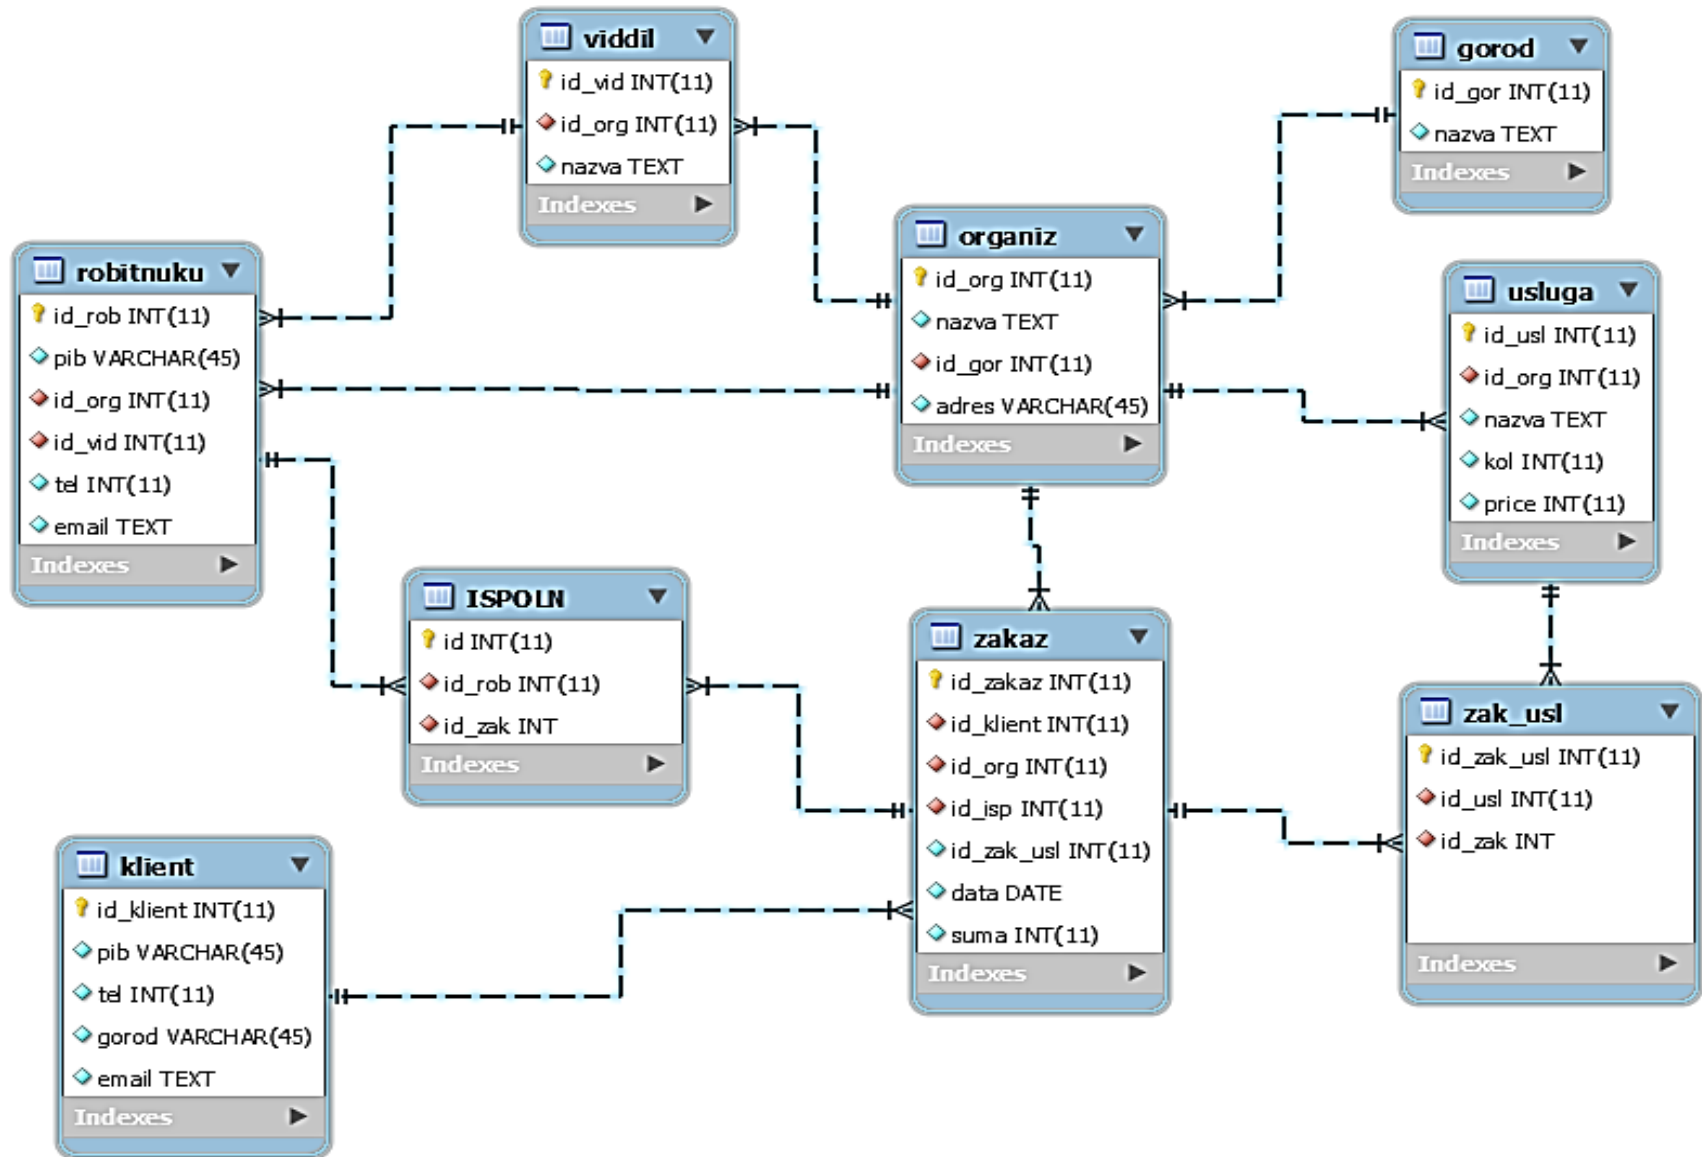 viddil
id_vid INT(11)
id_org INT(11)
nazva TEXT
Indexes
gorod
id_gor INT(11)
nazva TEXT
Indexes
robitnuku
id_rob INT(11)
pib VARCHAR(45)
id_org INT(11)
id_vid INT(11)
tel INT(11)
email TEXT
Indexes
organiz
id_org INT(11)
nazva TEXT
id_gor INT(11)
adres VARCHAR(45)
Indexes
usluga
id_usl INT(11)
id_org INT(11)
nazva TEXT
kol INT(11)
price INT(11)
Indexes
ISPOLN
id INT(11)
id_rob INT(11)
id_zak INT
Indexes
zakaz
id_zakaz INT(11)
id_klient INT(11)
id_org INT(11)
id_isp INT(11)
id_zak_usl INT(11)
data DATE
suma INT(11)
Indexes
zak_usl
id_zak_usl INT(11)
id_usl INT(11)
id_zak INT
Indexes
klient
id_klient INT(11)
pib VARCHAR(45)
tel INT(11)
gorod VARCHAR(45)
email TEXT
Indexes